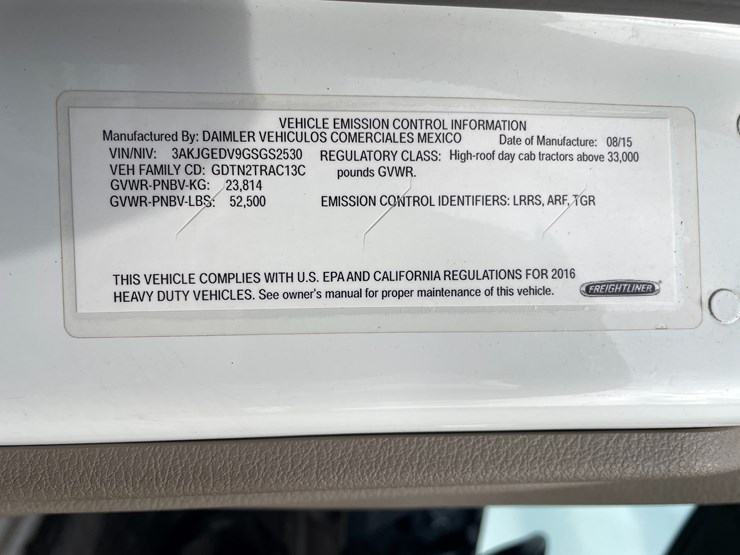 VEHICLE EMISSION CONTROL INFORMATION
Manufactured By: DAIMLER VEHICULOS COMERCIALES MEXICO Date of Manufacture: 08/15
VIN/NIV: 3AKJGEDV9GSGS2530 REGULATORY CLASS: High-roof day cab tractors above 33,000
VEH FAMILY CD: GDTN2TRAC13C pounds GVWR.
GVWR-PNBV-KG: 23,814
GVWR-PNBV-LBS: 52,500 EMISSION CONTROL IDENTIFIERS: LRRS, ARF, TGR
THIS VEHICLE COMPLIES WITH U.S. EPA AND CALIFORNIA REGULATIONS FOR 2016
HEAVY DUTY VEHICLES. See owner's manual for proper maintenance of this vehicle.
FREIGHTLINER